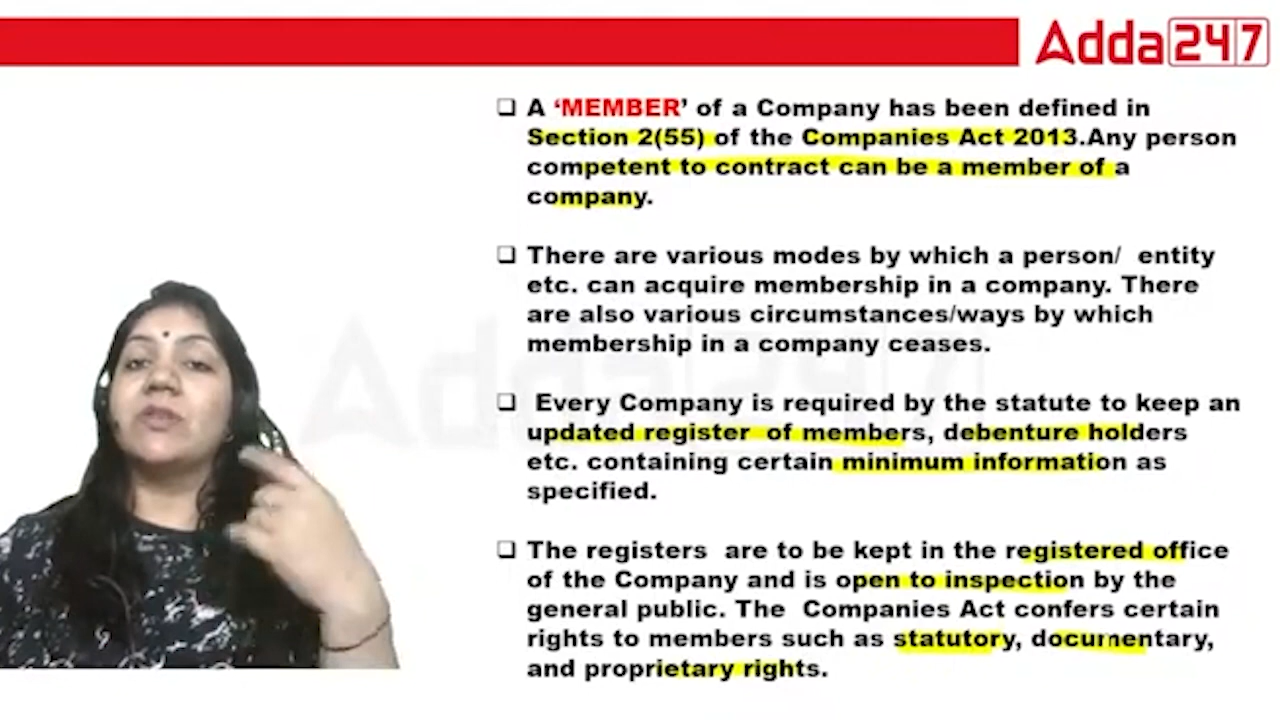 Adda247
❑ A ‘MEMBER’ of a Company has been defined in
Section 2(55) of the Companies Act 2013.Any person
competent to contract can be a member of a
company.
❑ There are various modes by which a person/ entity
etc. can acquire membership in a company. There
are also various circumstances/ways by which
membership in a company ceases.
❑ Every Company is required by the statute to keep an
updated register of members, debenture holders
etc. containing certain minimum information as
specified.
❑ The registers are to be kept in the registered office
of the Company and is open to inspection by the
general public. The Companies Act confers certain
rights to members such as statutory, documentary,
and proprietary rights.
Adda247